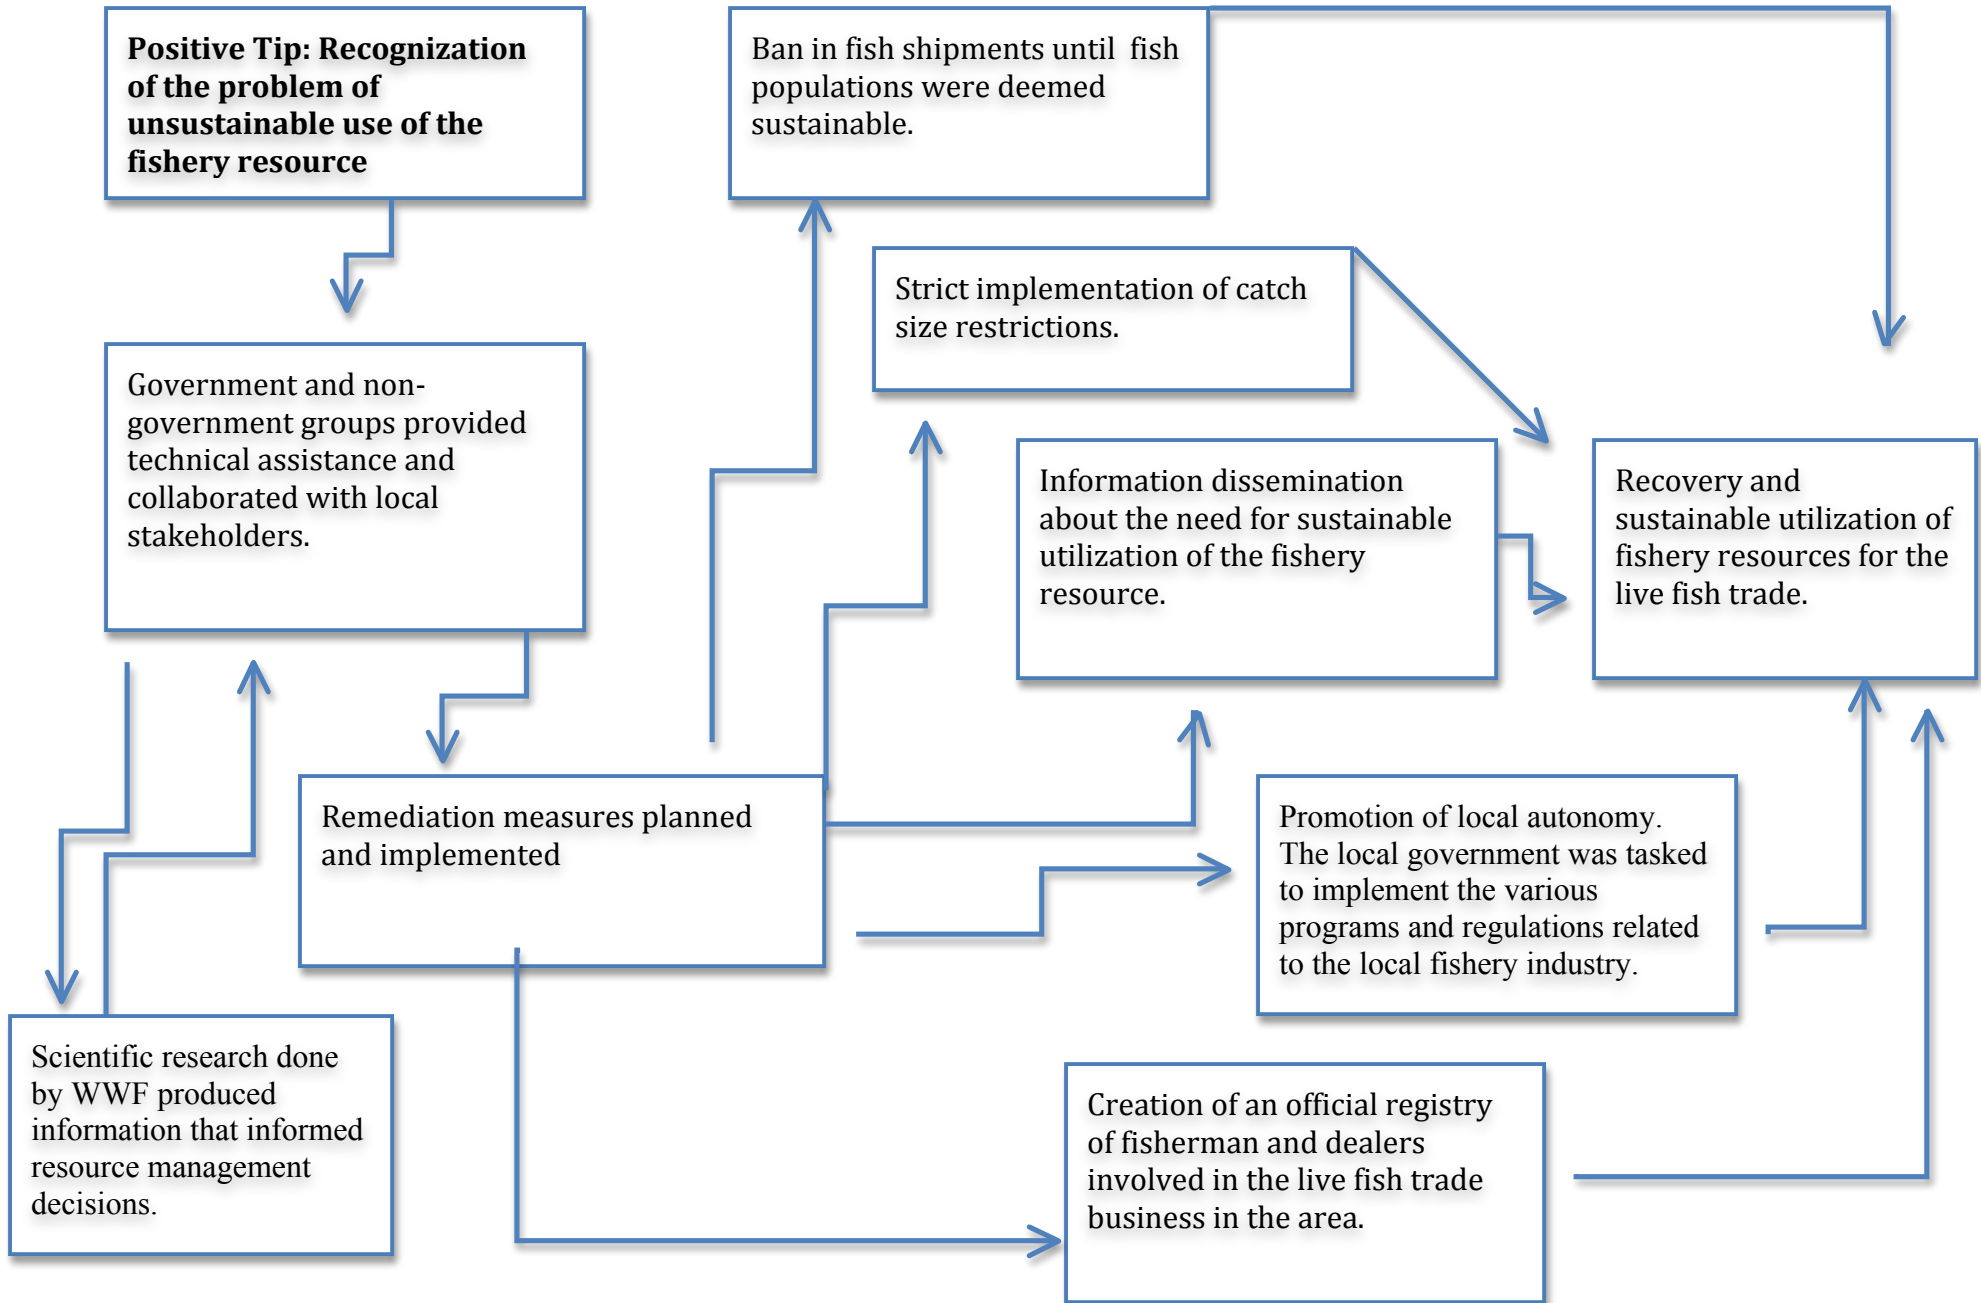 Positive Tip: Recognization
of the problem of
unsustainable use of the
fishery resource
Ban in fish shipments until  fish
populations were deemed
sustainable.
Strict implementation of catch
size restrictions.
Government and non-
government groups provided
technical assistance and
collaborated with local
stakeholders.
Information dissemination
about the need for sustainable
utilization of the fishery
resource.
Recovery and
sustainable utilization of
fishery resources for the
live fish trade.
Remediation measures planned
and implemented
Promotion of local autonomy.
The local government was tasked
to implement the various
programs and regulations related
to the local fishery industry.
Scientific research done
by WWF produced
information that informed
resource management
decisions.
Creation of an official registry
of fisherman and dealers
involved in the live fish trade
business in the area.